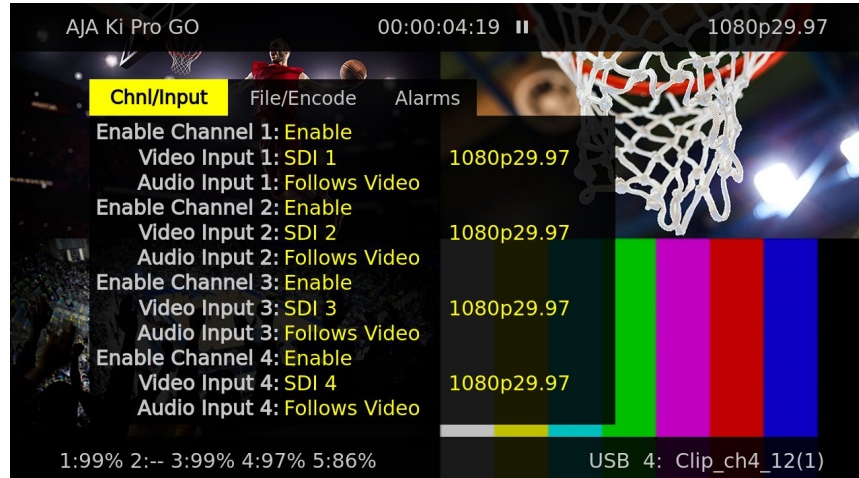 AJA Ki Pro GO 00:00:04:19 1080p29.97
Chnl/Input File/Encode Alarms
Enable Channel 1: Enable
Video Input 1: SDI 1 1080p29.97
Audio Input 1: Follows Video
Enable Channel 2: Enable
Video Input 2: SDI 2 1080p29.97
Audio Input 2: Follows Video
Enable Channel 3: Enable
Video Input 3: SDI 3 1080p29.97
Audio Input 3: Follows Video
Enable Channel 4: Enable
Video Input 4: SDI 4 1080p29.97
Audio Input 4: Follows Video
1:99% 2:-- 3:99% 4:97% 5:86% USB 4: Clip_ch4_12(1)